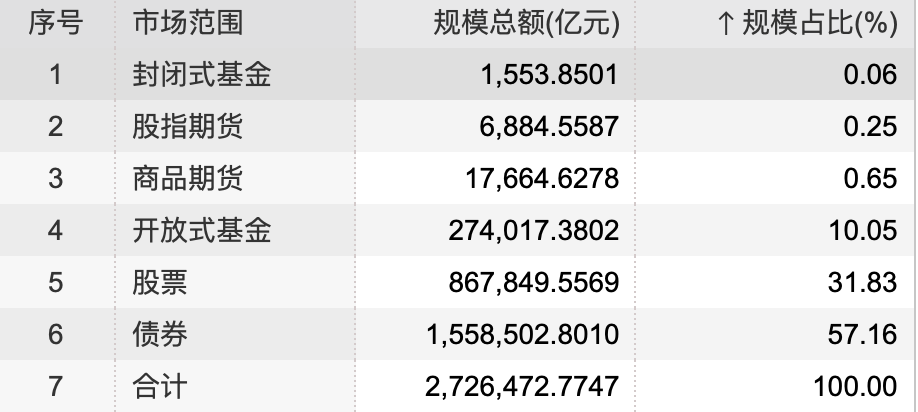 序号 市场范围 规模总额(亿元) ↑规模占比(%)
1 封闭式基金 1,553.8501 0.06
2 股指期货 6,884.5587 0.25
3 商品期货 17,664.6278 0.65
4 开放式基金 274,017.3802 10.05
5 股票 867,849.5569 31.83
6 债券 1,558,502.8010 57.16
7 合计 2,726,472.7747 100.00